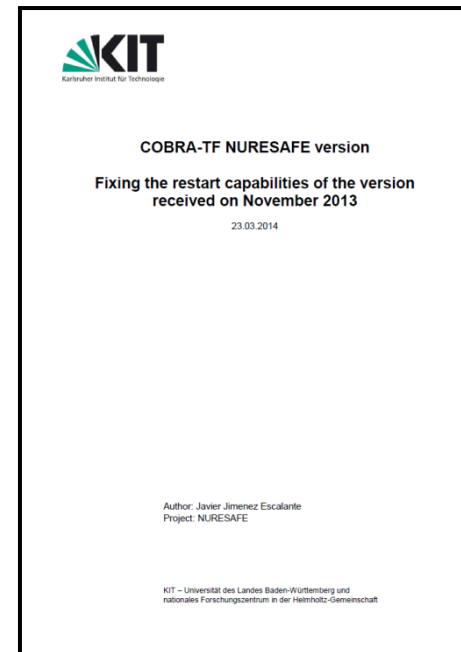 KIT
Karlsruher Institut für Technologie
COBRA-TF NURESAFE version
Fixing the restart capabilities of the version
received on November 2013
23.03.2014
Author: Javier Jimenez Escalante
Project: NURESAFE
KIT – Universität des Landes Baden-Württemberg und
nationales Forschungszentrum in der Helmholtz-Gemeinschaft